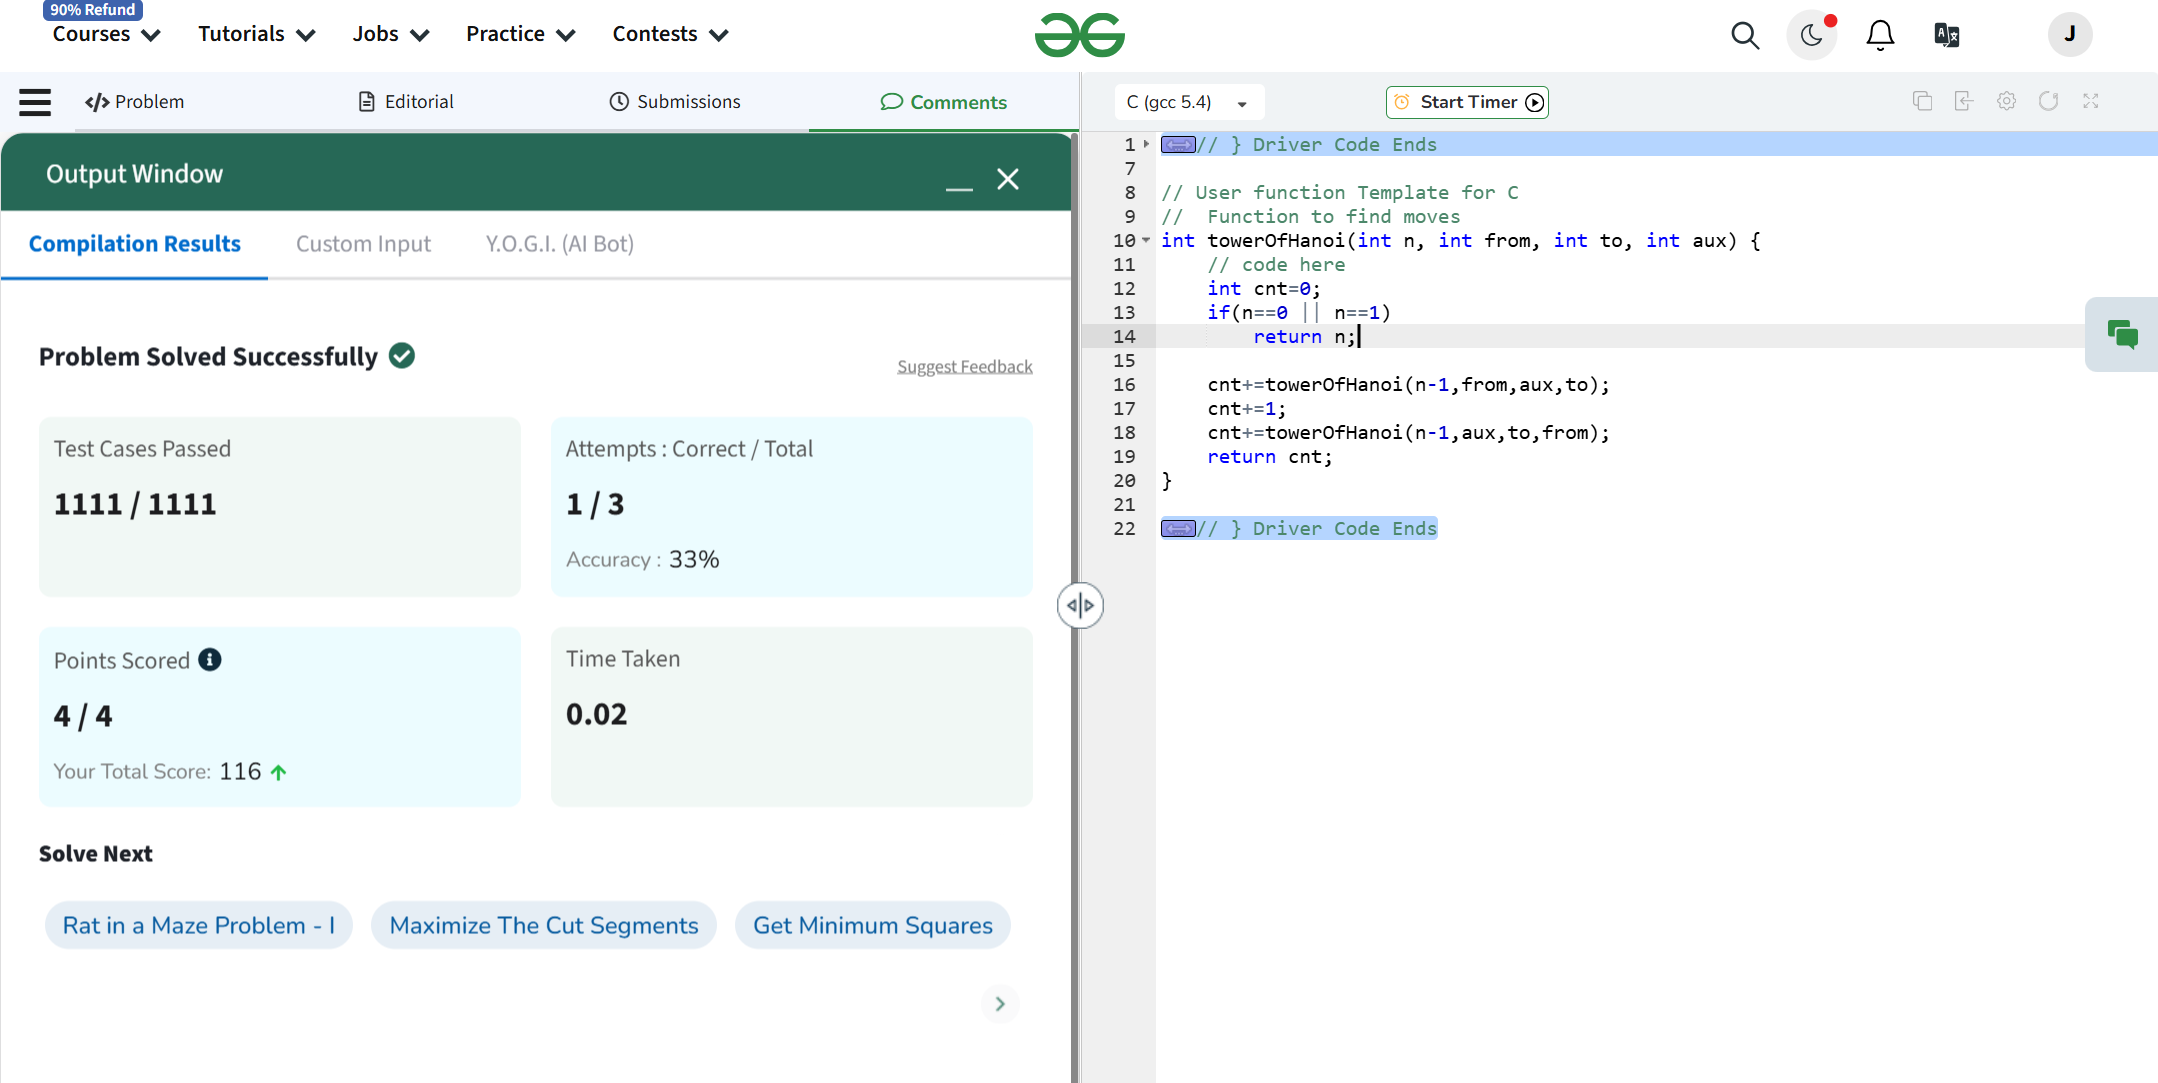 90% Refund
Courses Tutorials Jobs Practice Contests
J
Problem Editorial Submissions Comments
C (gcc 5.4) Start Timer
Output Window
Compilation Results Custom Input Y.O.G.I. (AI Bot)
Problem Solved Successfully
Suggest Feedback
Test Cases Passed
1111 / 1111
Attempts : Correct / Total
1 / 3
Accuracy : 33%
Points Scored
4 / 4
Your Total Score: 116
Time Taken
0.02
Solve Next
Rat in a Maze Problem - I Maximize The Cut Segments Get Minimum Squares
1 // } Driver Code Ends
7
8 // User function Template for C
9 //  Function to find moves
10 int towerOfHanoi(int n, int from, int to, int aux) {
11     // code here
12     int cnt=0;
13     if(n==0 || n==1)
14         return n;
15
16     cnt+=towerOfHanoi(n-1,from,aux,to);
17     cnt+=1;
18     cnt+=towerOfHanoi(n-1,aux,to,from);
19     return cnt;
20 }
21
22 // } Driver Code Ends